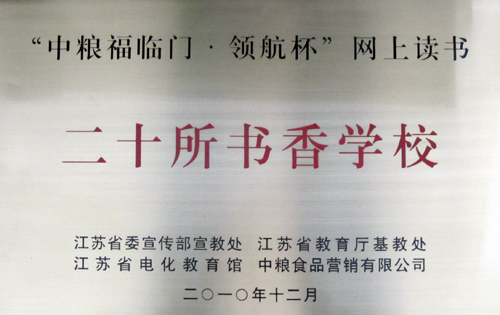 “中粮福临门·领航杯”网上读书
二十所书香学校
江苏省委宣传部宣教处 江苏省教育厅基教处
江苏省电化教育馆 中粮食品营销有限公司
二〇一〇年十二月